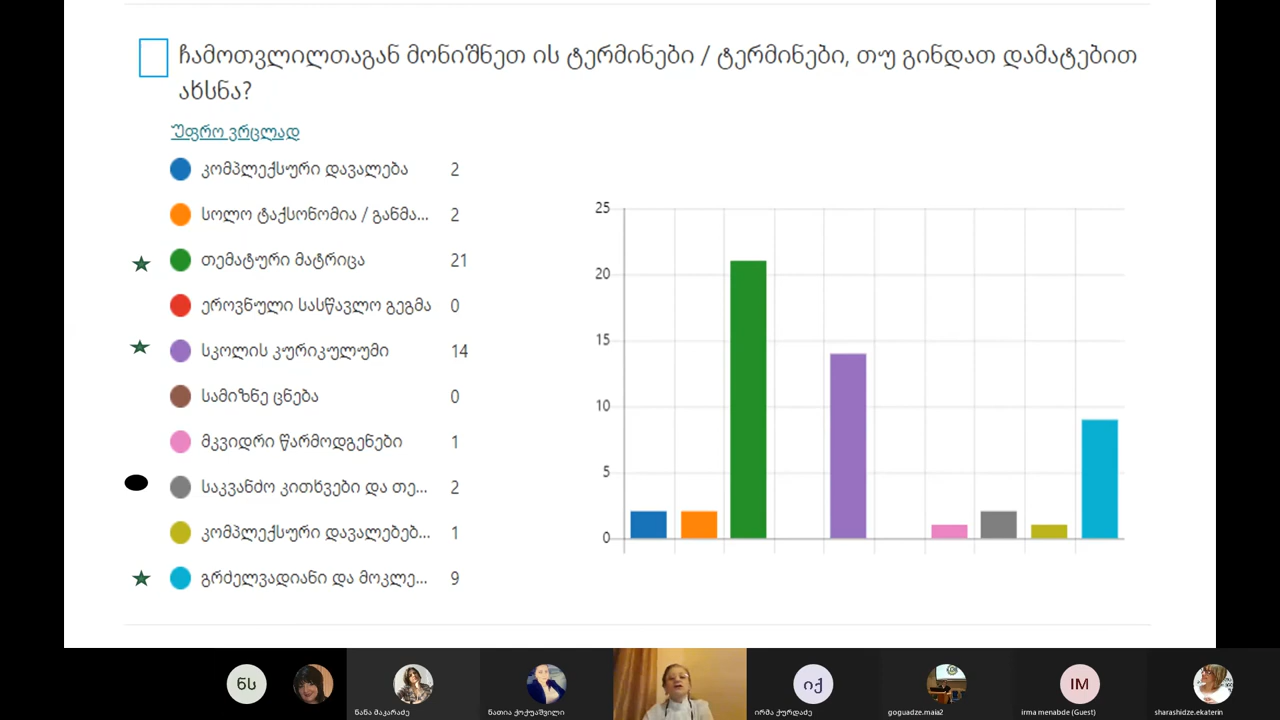 ჩამოთვლილთაგან მონიშნეთ ის ტერმინები / ტერმინები, თუ გინდათ დამატებით
ახსნა?
უფრო ვრცლად
კომპლექსური დავალება 2
სოლო ტაქსონომია / განმა... 2
თემატური მატრიცა 21
ეროვნული სასწავლო გეგმა 0
სკოლის კურიკულუმი 14
სამიზნე ცნება 0
მკვიდრი წარმოდგენები 1
საკვანძო კითხვები და თე... 2
კომპლექსური დავალებებ... 1
გრძელვადიანი და მოკლე... 9
25
20
15
10
5
0
ნს
იქ
IM
ნანა მაკარაძე
ნათია ქოქუაშვილი
ირმა ქურდაძე
goguadze.maia2
irma menabde (Guest)
sharashidze.ekaterin